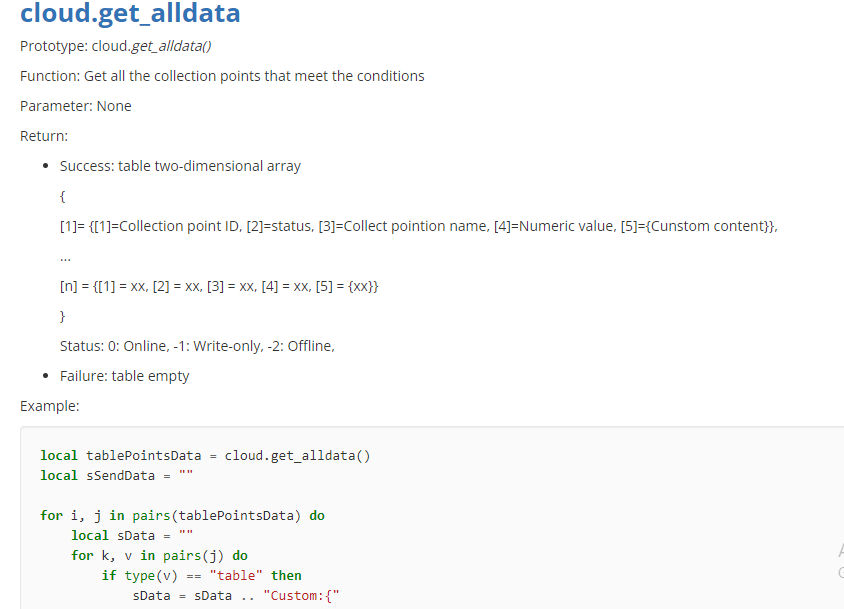 cloud.get_alldata
Prototype: cloud.get_alldata()
Function: Get all the collection points that meet the conditions
Parameter: None
Return:
• Success: table two-dimensional array
{
[1]= {[1]=Collection point ID, [2]=status, [3]=Collect pointion name, [4]=Numeric value, [5]={Cunstom content}},
...
[n] = {[1] = xx, [2] = xx, [3] = xx, [4] = xx, [5] = {xx}}
}
Status: 0: Online, -1: Write-only, -2: Offline,
• Failure: table empty
Example:
local tablePointsData = cloud.get_alldata()
local sSendData = ""
for i, j in pairs(tablePointsData) do
local sData = ""
for k, v in pairs(j) do
if type(v) == "table" then
sData = sData .. "Custom:{"